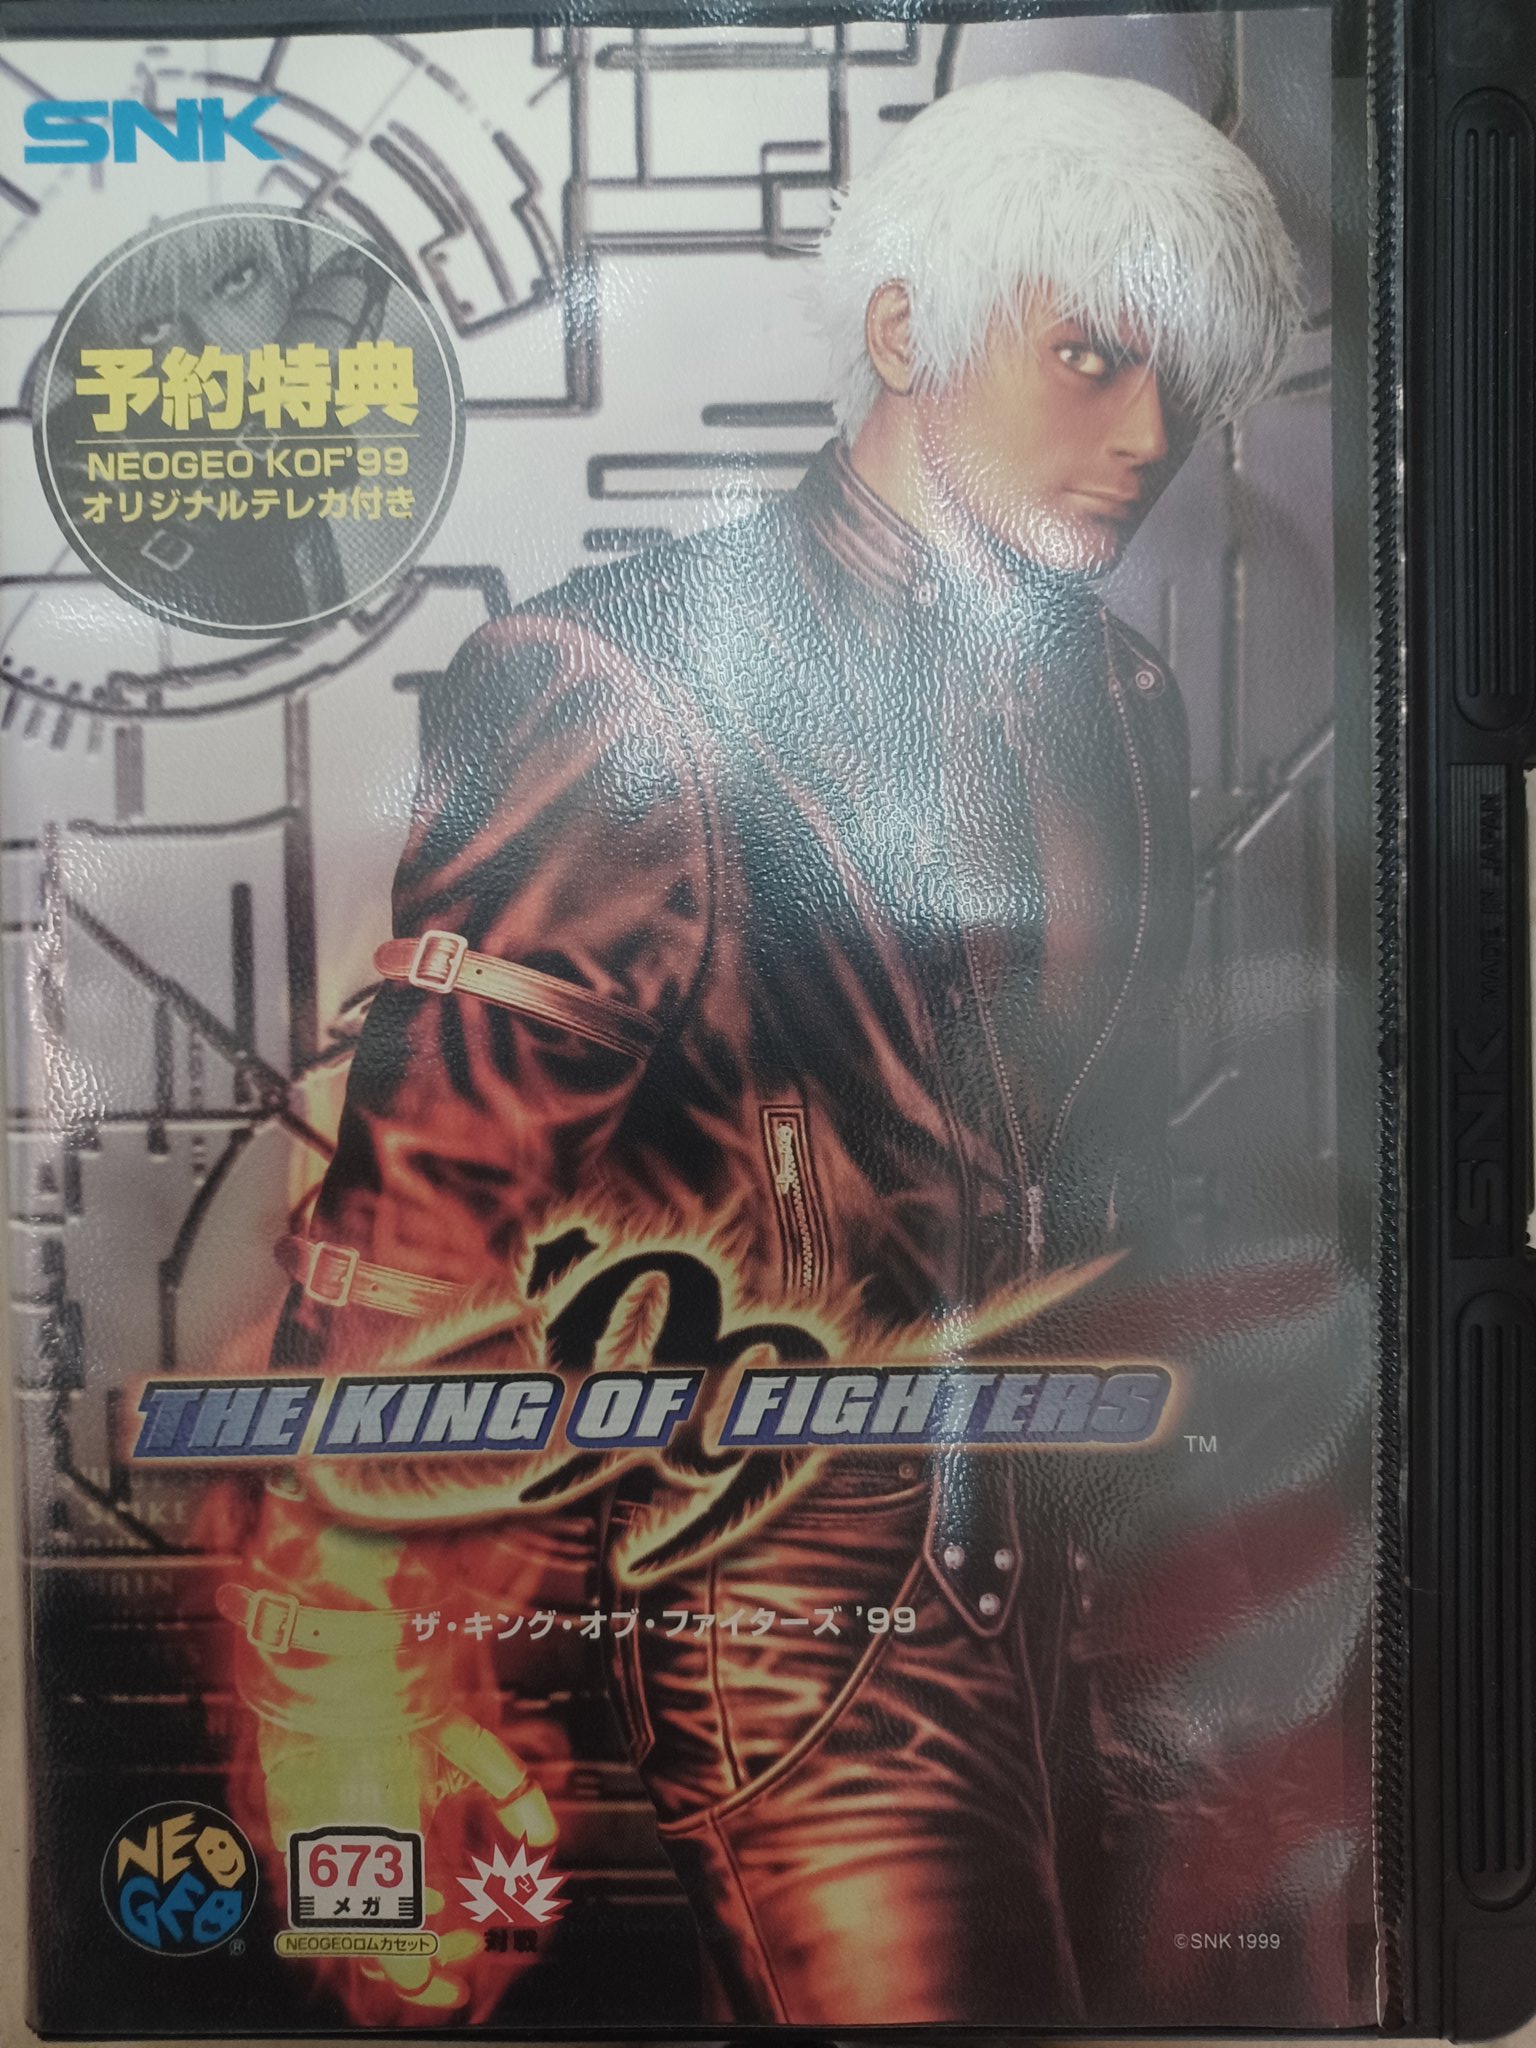 SNK
予約特典
NEOGEO KOF'99
オリジナルテレカ付き
'99
THE KING OF FIGHTERS
TM
ザ・キング・オブ・ファイターズ '99
NEO
GEO
®
673
メガ
NEOGEOロムカセット
対戦
©SNK 1999
SNK MADE IN JAPAN